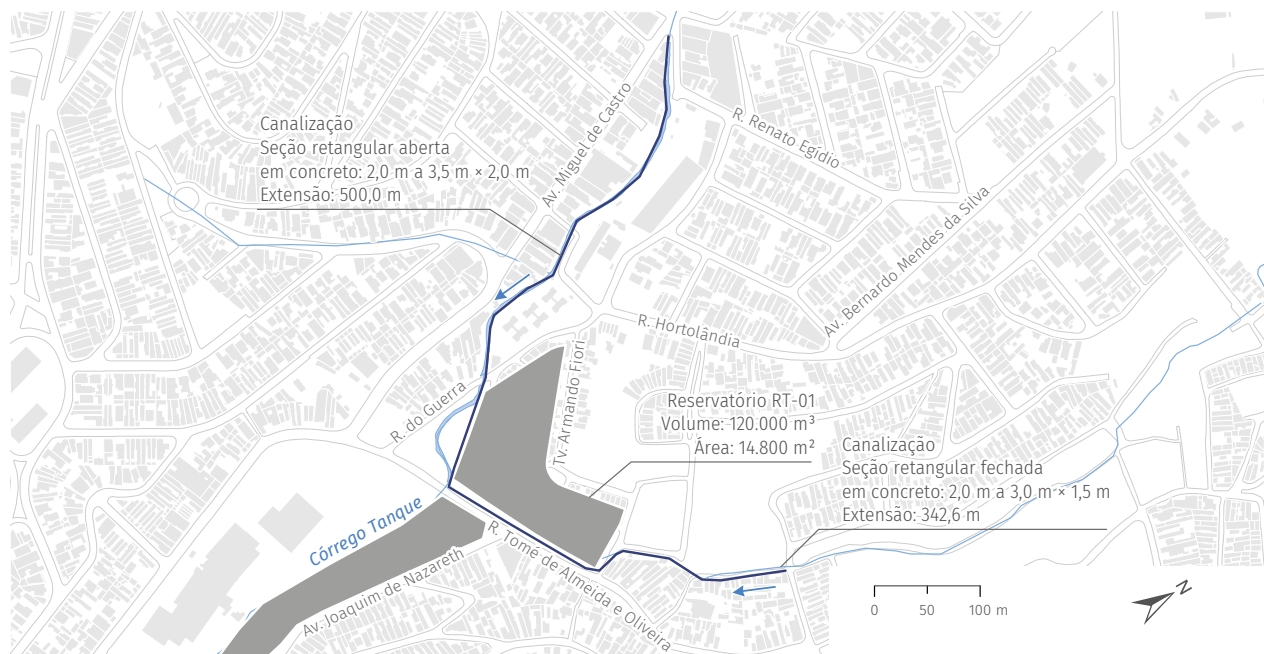 Canalização
Seção retangular aberta
em concreto: 2,0 m a 3,5 m × 2,0 m
Extensão: 500,0 m
Av. Miguel de Castro
R. Renato Egídio
Av. Bernardo Mendes da Silva
R. Hortolândia
Tv. Armando Fiori
R. do Guerra
Reservatório RT-01
Volume: 120.000 m³
Área: 14.800 m²
Canalização
Seção retangular fechada
em concreto: 2,0 m a 3,0 m × 1,5 m
Extensão: 342,6 m
Córrego Tanque
R. Tomé de Almeida e Oliveira
Av. Joaquim de Nazareth
0 50 100 m
N